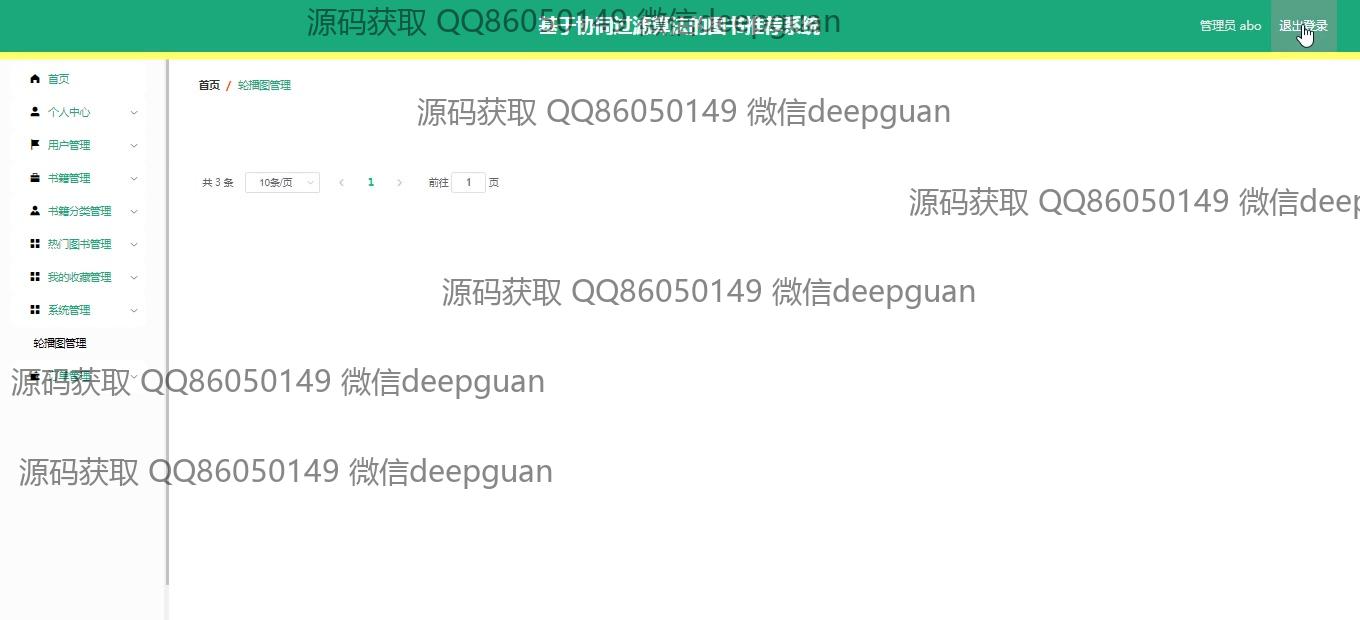 源码获取 QQ86050149 微信deepguan
基于协同过滤算法的图书推荐系统
管理员 abo
退出登录
首页
首页 / 轮播图管理
个人中心
源码获取 QQ86050149 微信deepguan
用户管理
书籍管理
共 3 条 10条/页 1 前往 1 页
书籍分类管理
源码获取 QQ86050149 微信deep
热门图书管理
我的收藏管理
源码获取 QQ86050149 微信deepguan
系统管理
轮播图管理
订单管理
源码获取 QQ86050149 微信deepguan
源码获取 QQ86050149 微信deepguan